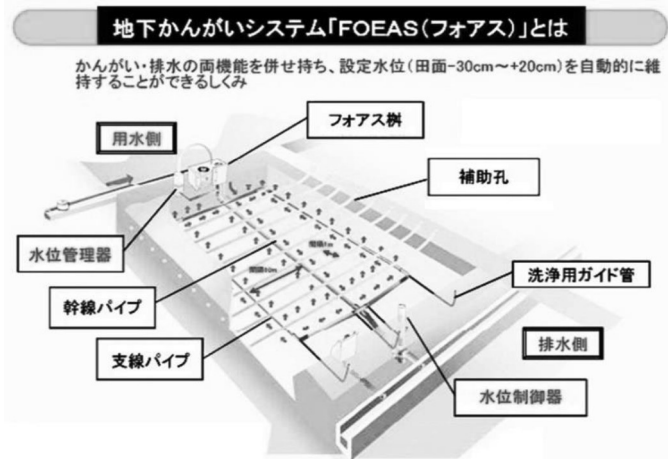 地下かんがいシステム「FOEAS(フォアス)」とは
かんがい・排水の両機能を併せ持ち、設定水位(田面-30cm~+20cm)を自動的に維
持することができるしくみ
フォアス桝
用水側
補助孔
水位管理器
洗浄用ガイド管
幹線パイプ
排水側
支線パイプ
水位制御器